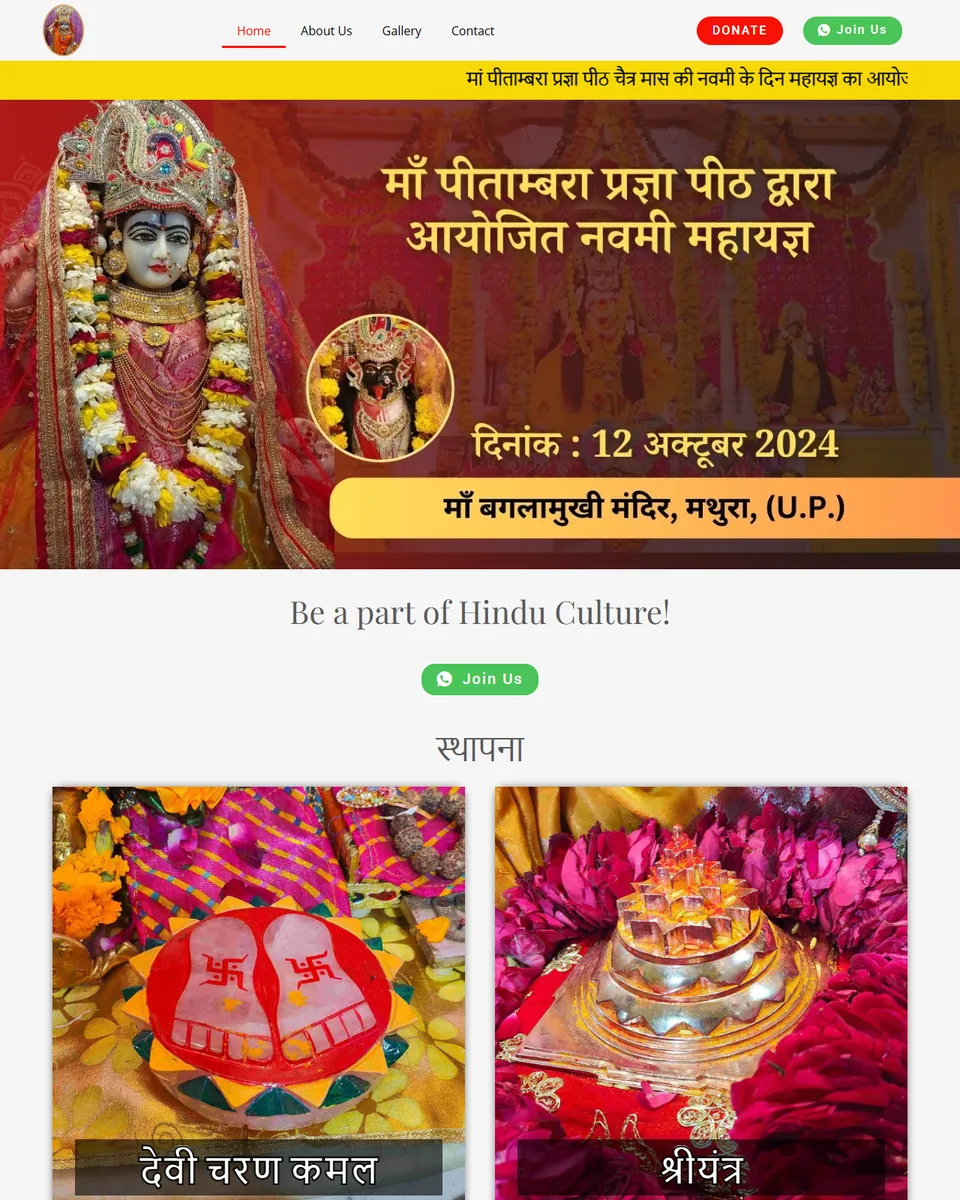 Home
About Us
Gallery
Contact
DONATE
Join Us
मां पीताम्बरा प्रज्ञा पीठ चैत्र मास की नवमी के दिन महायज्ञ का
माँ पीताम्बरा प्रज्ञा पीठ द्वारा
आयोजित नवमी महायज्ञ
दिनांक : 12 अक्टूबर 2024
माँ बगलामुखी मंदिर, मथुरा, (U.P.)
Be a part of Hindu Culture!
Join Us
स्थापना
देवी चरण कमल
श्रीयंत्र